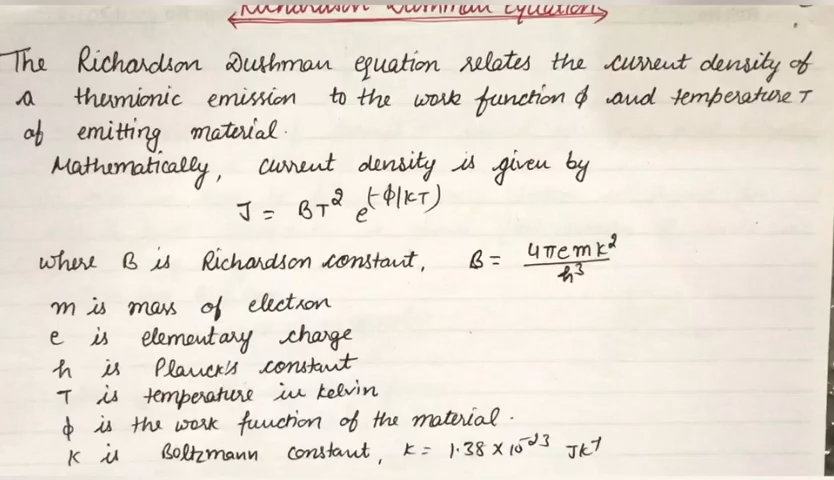 Richardson Dushman Equation
The Richardson Dushman equation relates the current density of
a thermionic emission to the work function ϕ and temperature T
of emitting material.
Mathematically, current density is given by
J = BT² e^(-ϕ/KT)
where B is Richardson constant, B = 4πemk²/h³
m is mass of electron
e is elementary charge
h is Planck's constant
T is temperature in kelvin
ϕ is the work function of the material.
K is Boltzmann constant, K = 1.38 × 10⁻²³ JK⁻¹